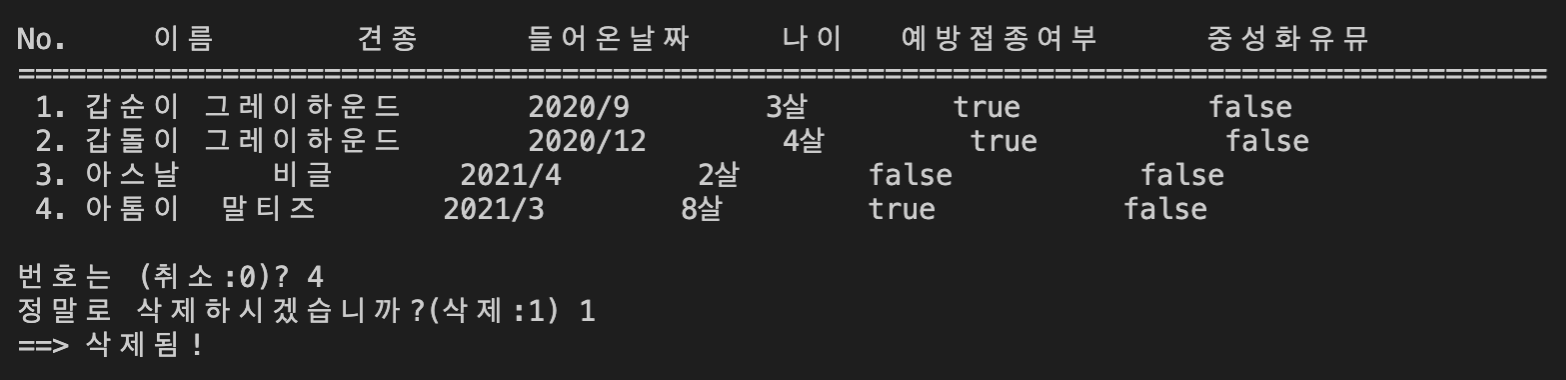 No. 이름 견종 들어온날짜 나이 예방접종여부 중성화유뮤
==========================================================================================
1. 갑순이 그레이하운드 2020/9 3살 true false
2. 갑돌이 그레이하운드 2020/12 4살 true false
3. 아스날 비글 2021/4 2살 false false
4. 아톰이 말티즈 2021/3 8살 true false
번호는 (취소:0)? 4
정말로 삭제하시겠습니까?(삭제:1) 1
==> 삭제됨!